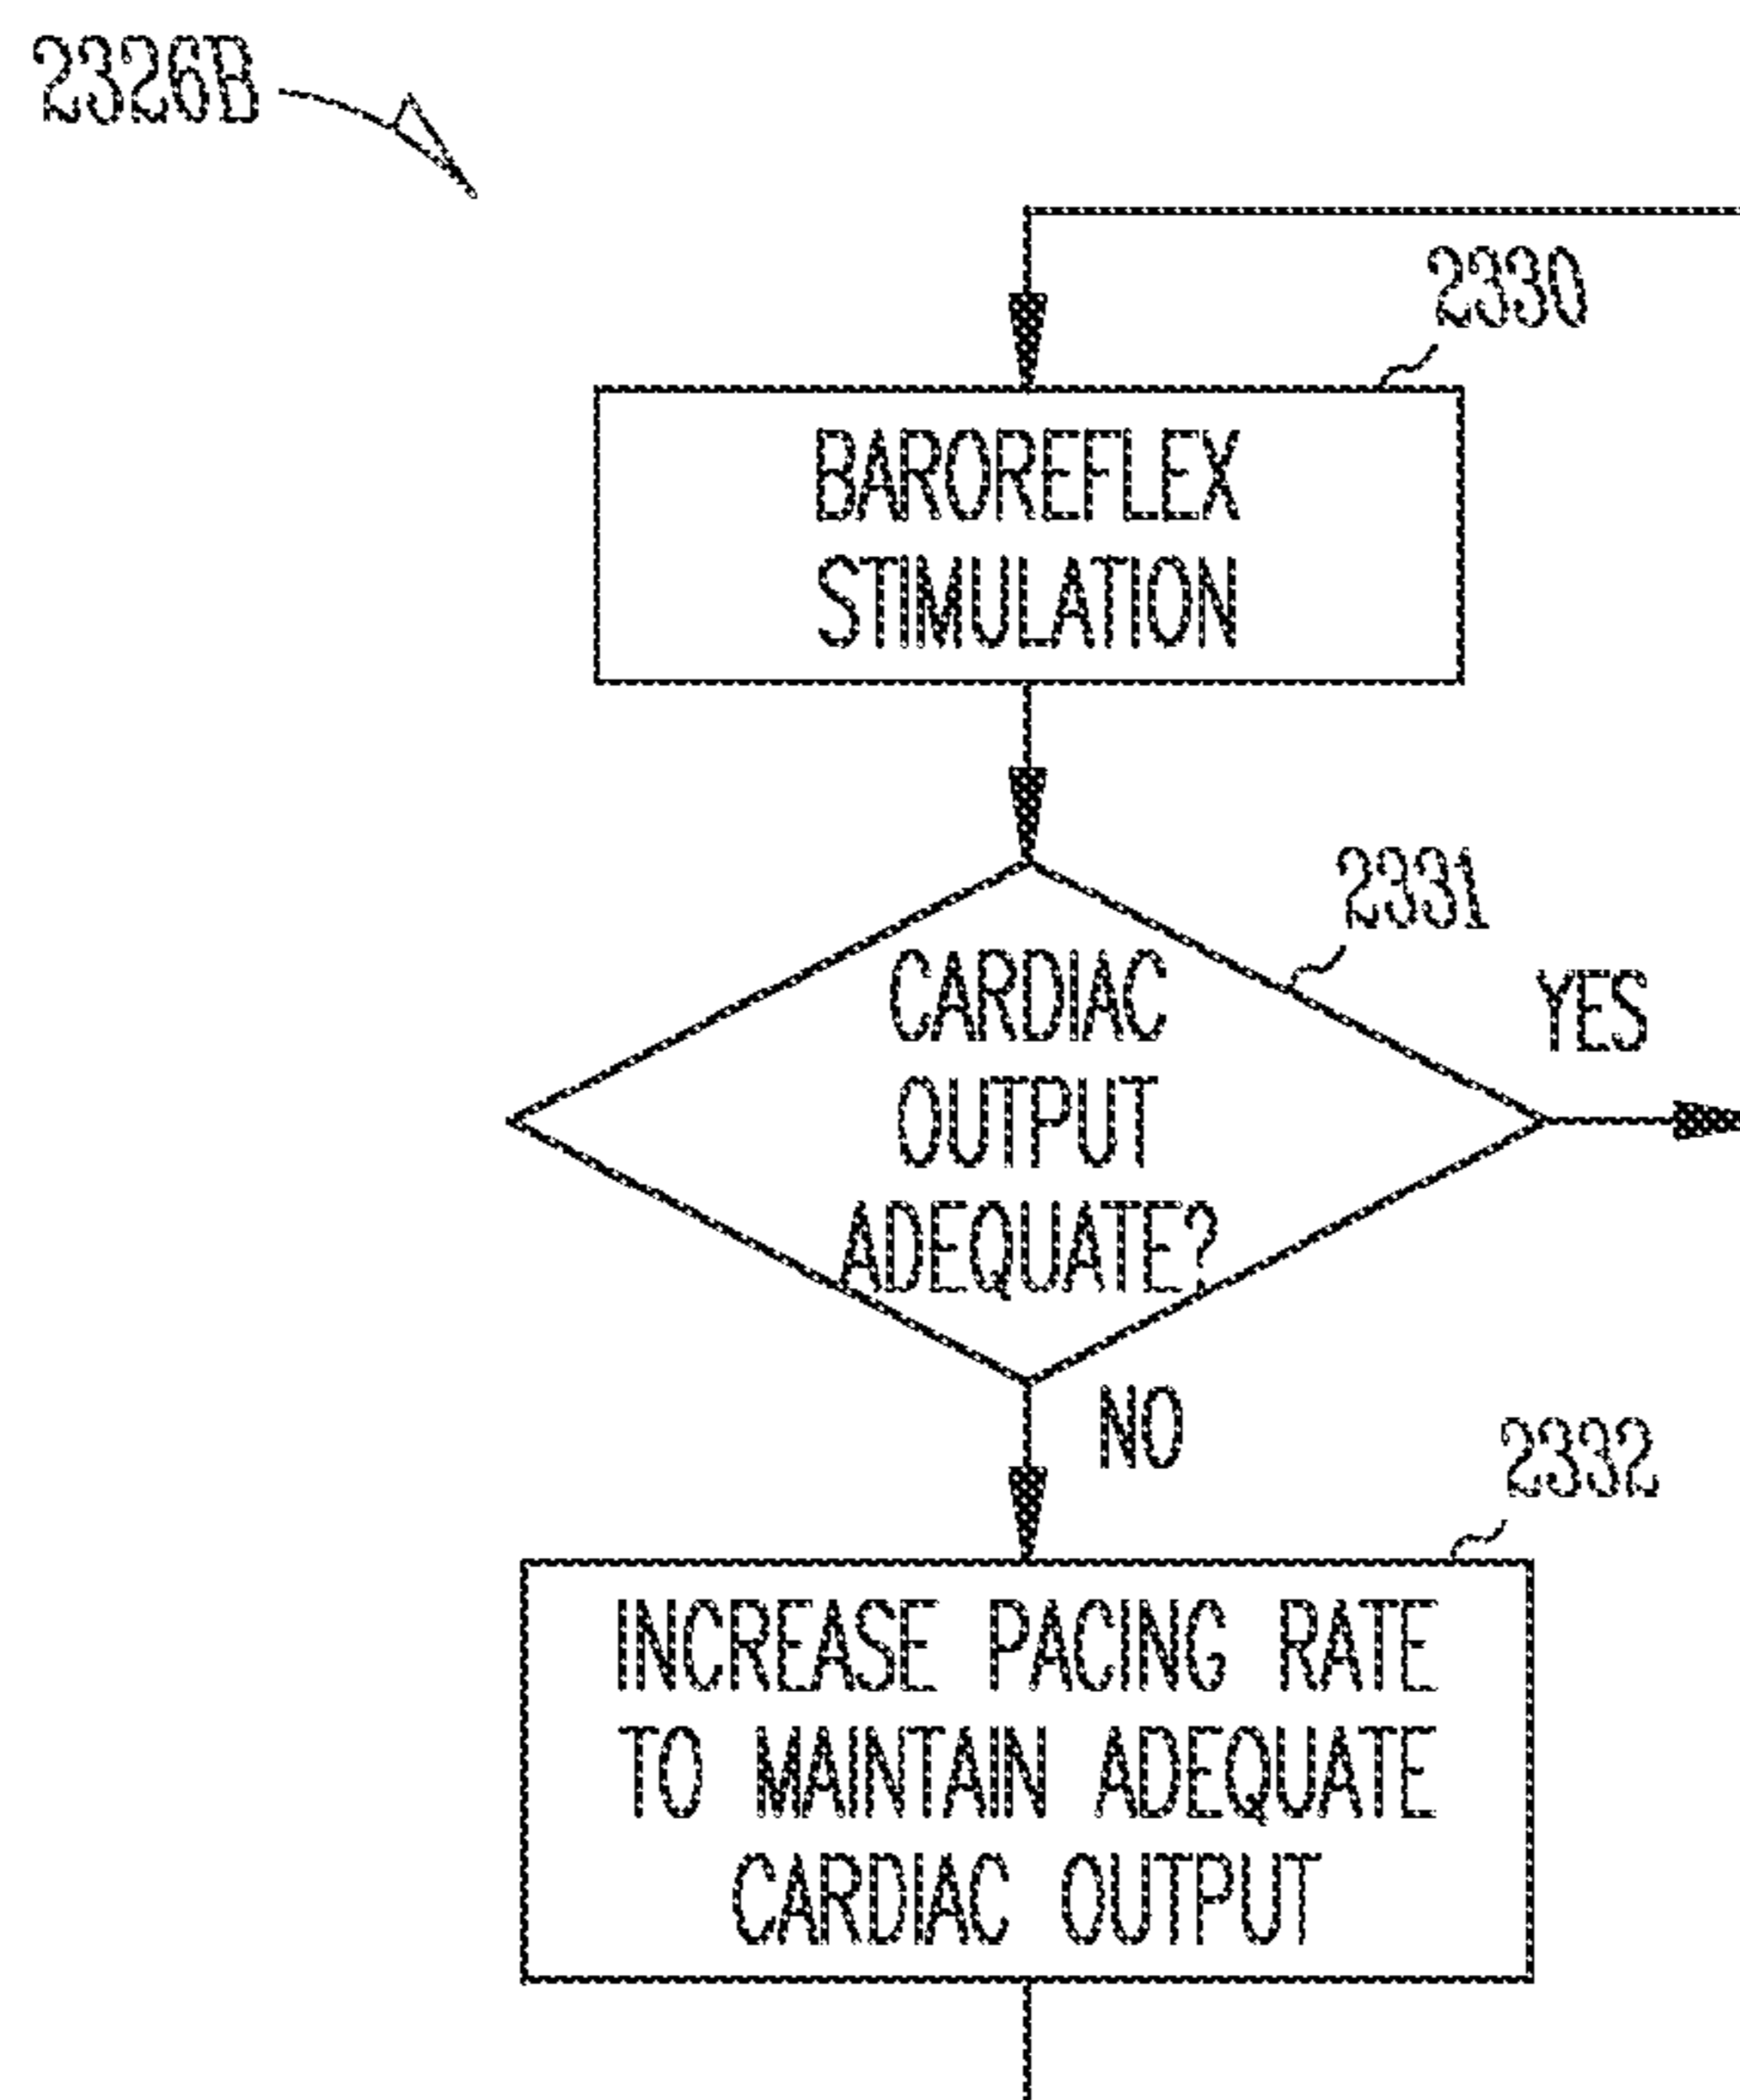 2326B
2330
BAROREFLEX
STIMULATION
2331
CARDIAC
OUTPUT
ADEQUATE?
YES
NO
2332
INCREASE PACING RATE
TO MAINTAIN ADEQUATE
CARDIAC OUTPUT